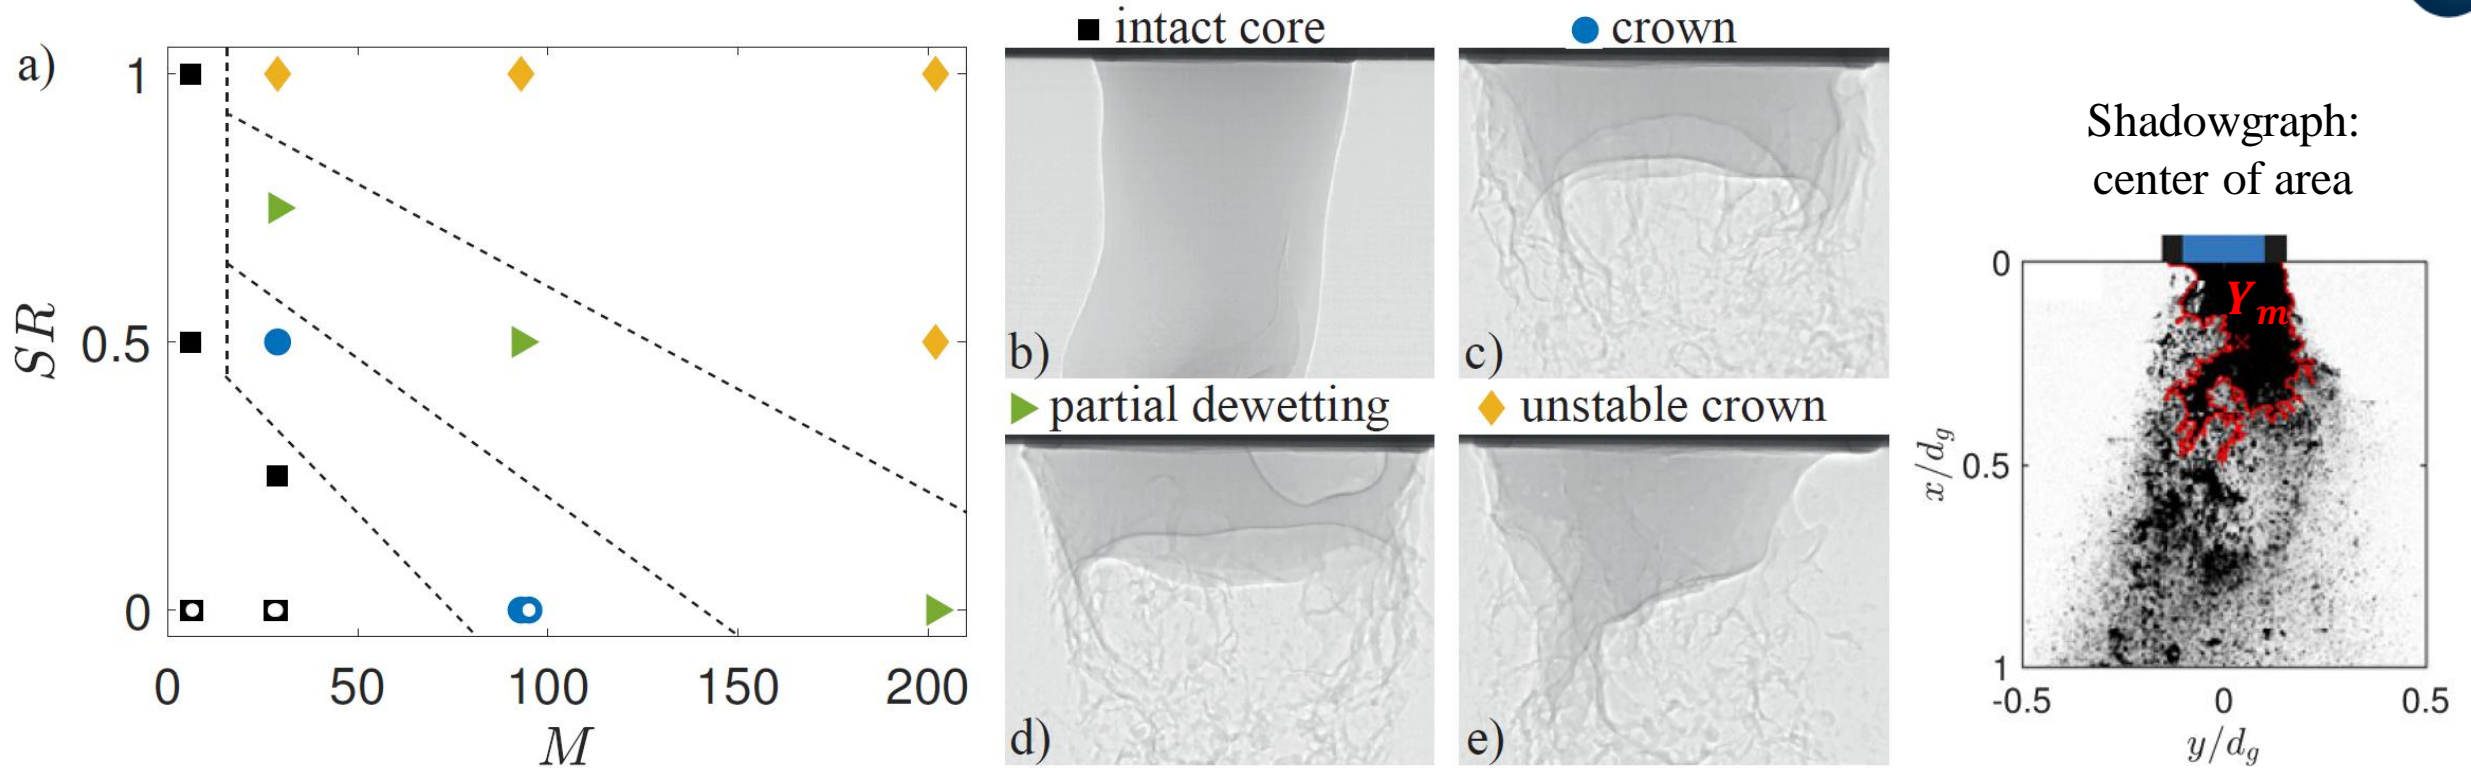 a)
SR
1
0.5
0
0 50 100 150 200
M
intact core
crown
b)
c)
partial dewetting
unstable crown
d)
e)
Shadowgraph:
center of area
Y_m
x/d_g
0
0.5
1
-0.5 0 0.5
y/d_g